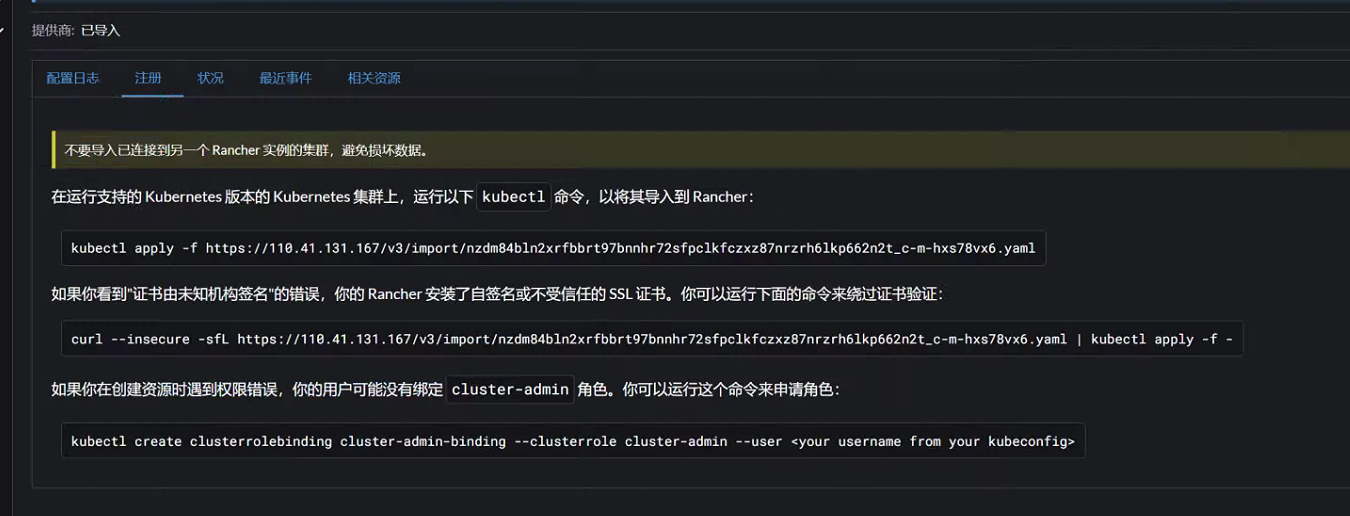 提供商: 已导入
配置日志 注册 状况 最近事件 相关资源
不要导入已连接到另一个 Rancher 实例的集群，避免损坏数据。
在运行支持的 Kubernetes 版本的 Kubernetes 集群上，运行以下 kubectl 命令，以将其导入到 Rancher：
kubectl apply -f https://110.41.131.167/v3/import/nzdm84bln2xrfbbrt97bnnhr72sfpclkfczxz87nrzrh6lkp662n2t_c-m-hxs78vx6.yaml
如果你看到"证书由未知机构签名"的错误，你的 Rancher 安装了自签名或不受信任的 SSL 证书。你可以运行下面的命令来绕过证书验证：
curl --insecure -sfL https://110.41.131.167/v3/import/nzdm84bln2xrfbbrt97bnnhr72sfpclkfczxz87nrzrh6lkp662n2t_c-m-hxs78vx6.yaml | kubectl apply -f -
如果你在创建资源时遇到权限错误，你的用户可能没有绑定 cluster-admin 角色。你可以运行这个命令来申请角色：
kubectl create clusterrolebinding cluster-admin-binding --clusterrole cluster-admin --user <your username from your kubeconfig>